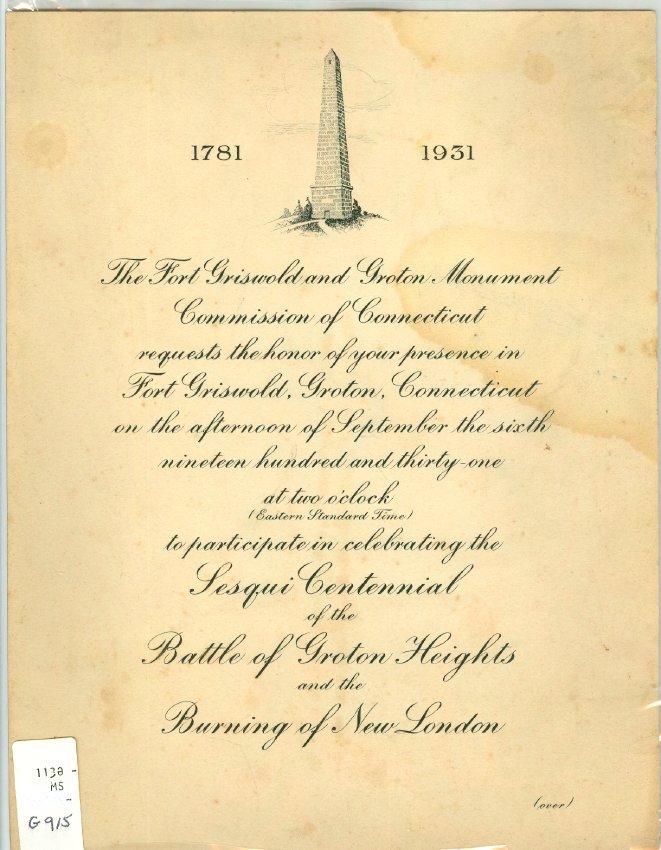 1781 1931
The Fort Griswold and Groton Monument
Commission of Connecticut
requests the honor of your presence in
Fort Griswold, Groton, Connecticut
on the afternoon of September the sixth
nineteen hundred and thirty-one
at two o'clock
(Eastern Standard Time)
to participate in celebrating the
Sesqui Centennial
of the
Battle of Groton Heights
and the
Burning of New London
(over)
1138 -
MS
-
G915